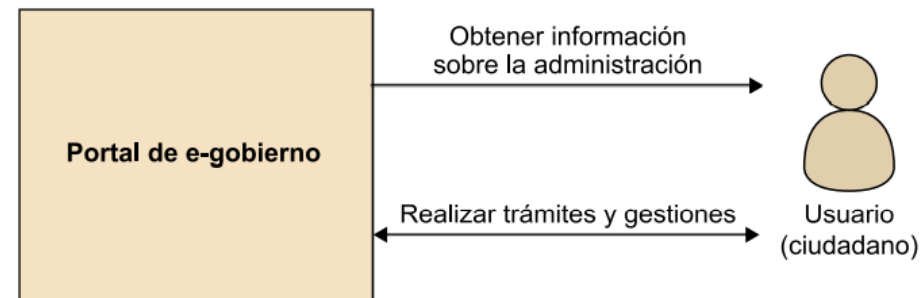 Obtener información
sobre la administración
Portal de e-gobierno
Realizar trámites y gestiones
Usuario
(ciudadano)